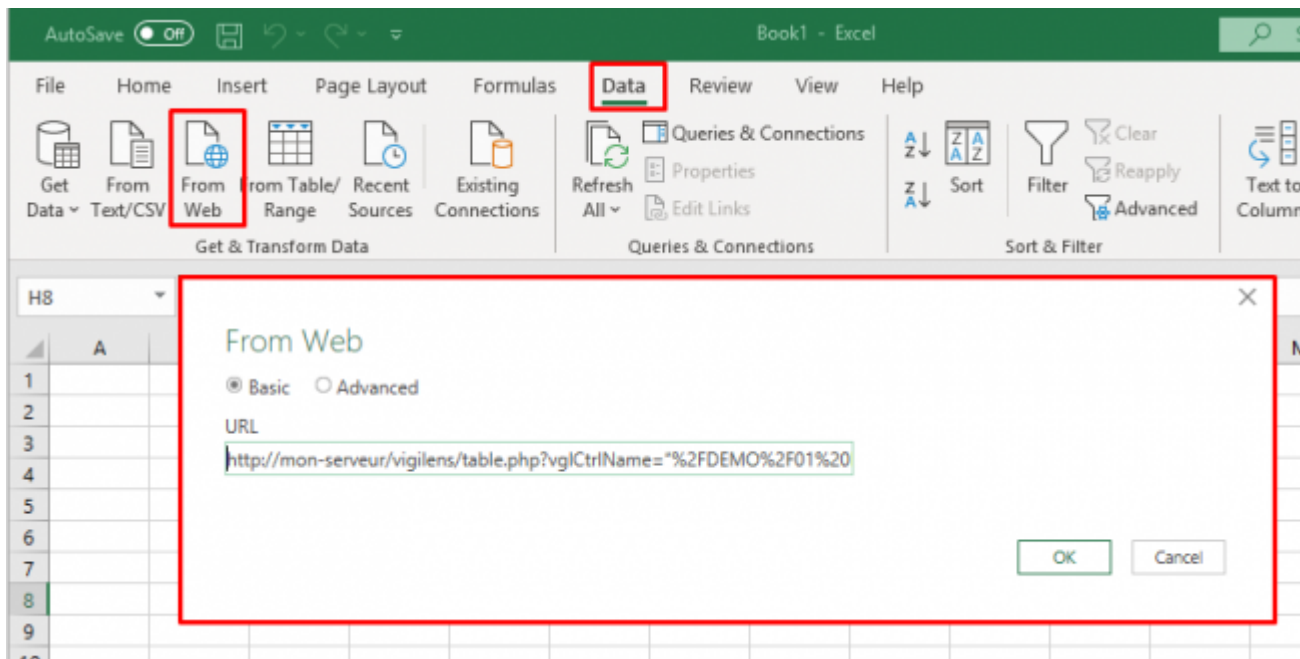 AutoSave Off Book1 - Excel
File Home Insert Page Layout Formulas Data Review View Help
Get Data From Text/CSV From Web From Table/ Range Recent Sources Existing Connections
Refresh All Queries & Connections Properties Edit Links
Sort Filter Clear Reapply Advanced
Text to
Get & Transform Data Queries & Connections Sort & Filter
H8
A
1
2
3
4
5
6
7
8
9
From Web
Basic Advanced
URL
http://mon-serveur/vigilens/table.php?vglCtrlName="%2FDEMO%2F01%20
OK Cancel